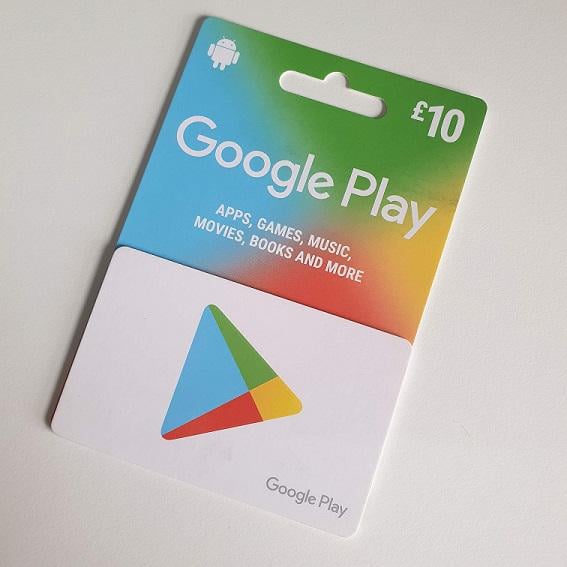 £10
Google Play
APPS, GAMES, MUSIC,
MOVIES, BOOKS AND MORE
Google Play